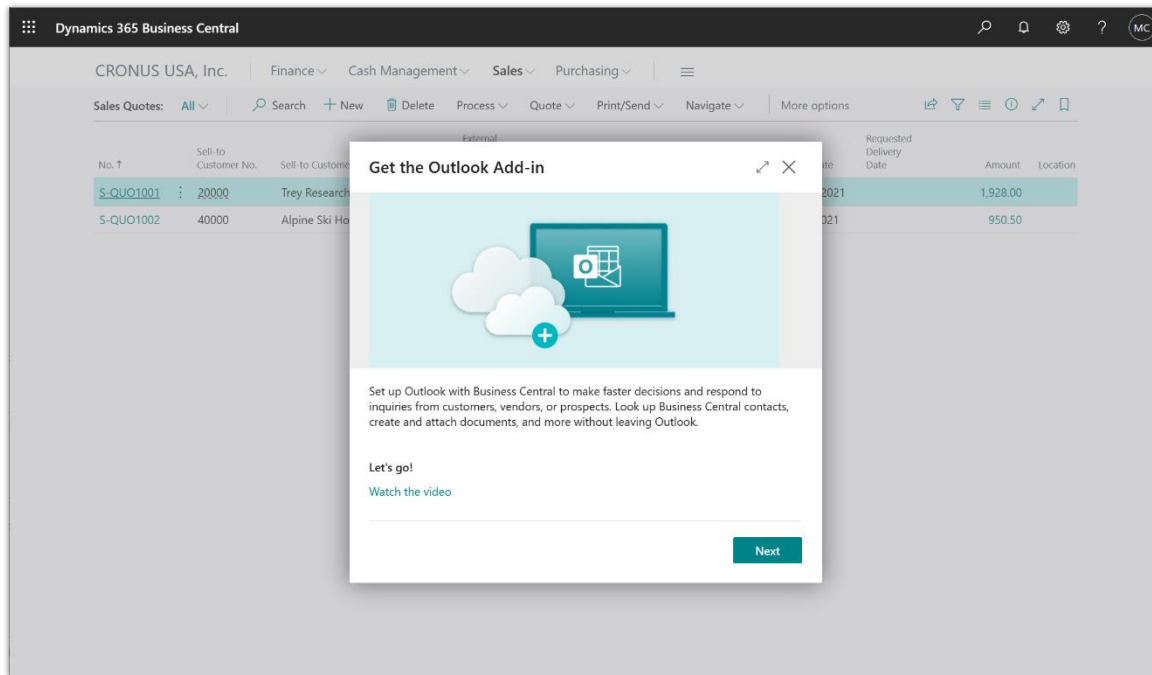 Dynamics 365 Business Central
MC
CRONUS USA, Inc.
Finance
Cash Management
Sales
Purchasing
Sales Quotes:
All
Search
New
Delete
Process
Quote
Print/Send
Navigate
More options
No. ↑
Sell-to
Customer No.
Sell-to Custome
External
Requested
Delivery
Date
Amount
Location
S-QUO1001
20000
Trey Research
2021
1,928.00
S-QUO1002
40000
Alpine Ski Ho
021
950.50
Get the Outlook Add-in
O
Set up Outlook with Business Central to make faster decisions and respond to
inquiries from customers, vendors, or prospects. Look up Business Central contacts,
create and attach documents, and more without leaving Outlook.
Let's go!
Watch the video
Next